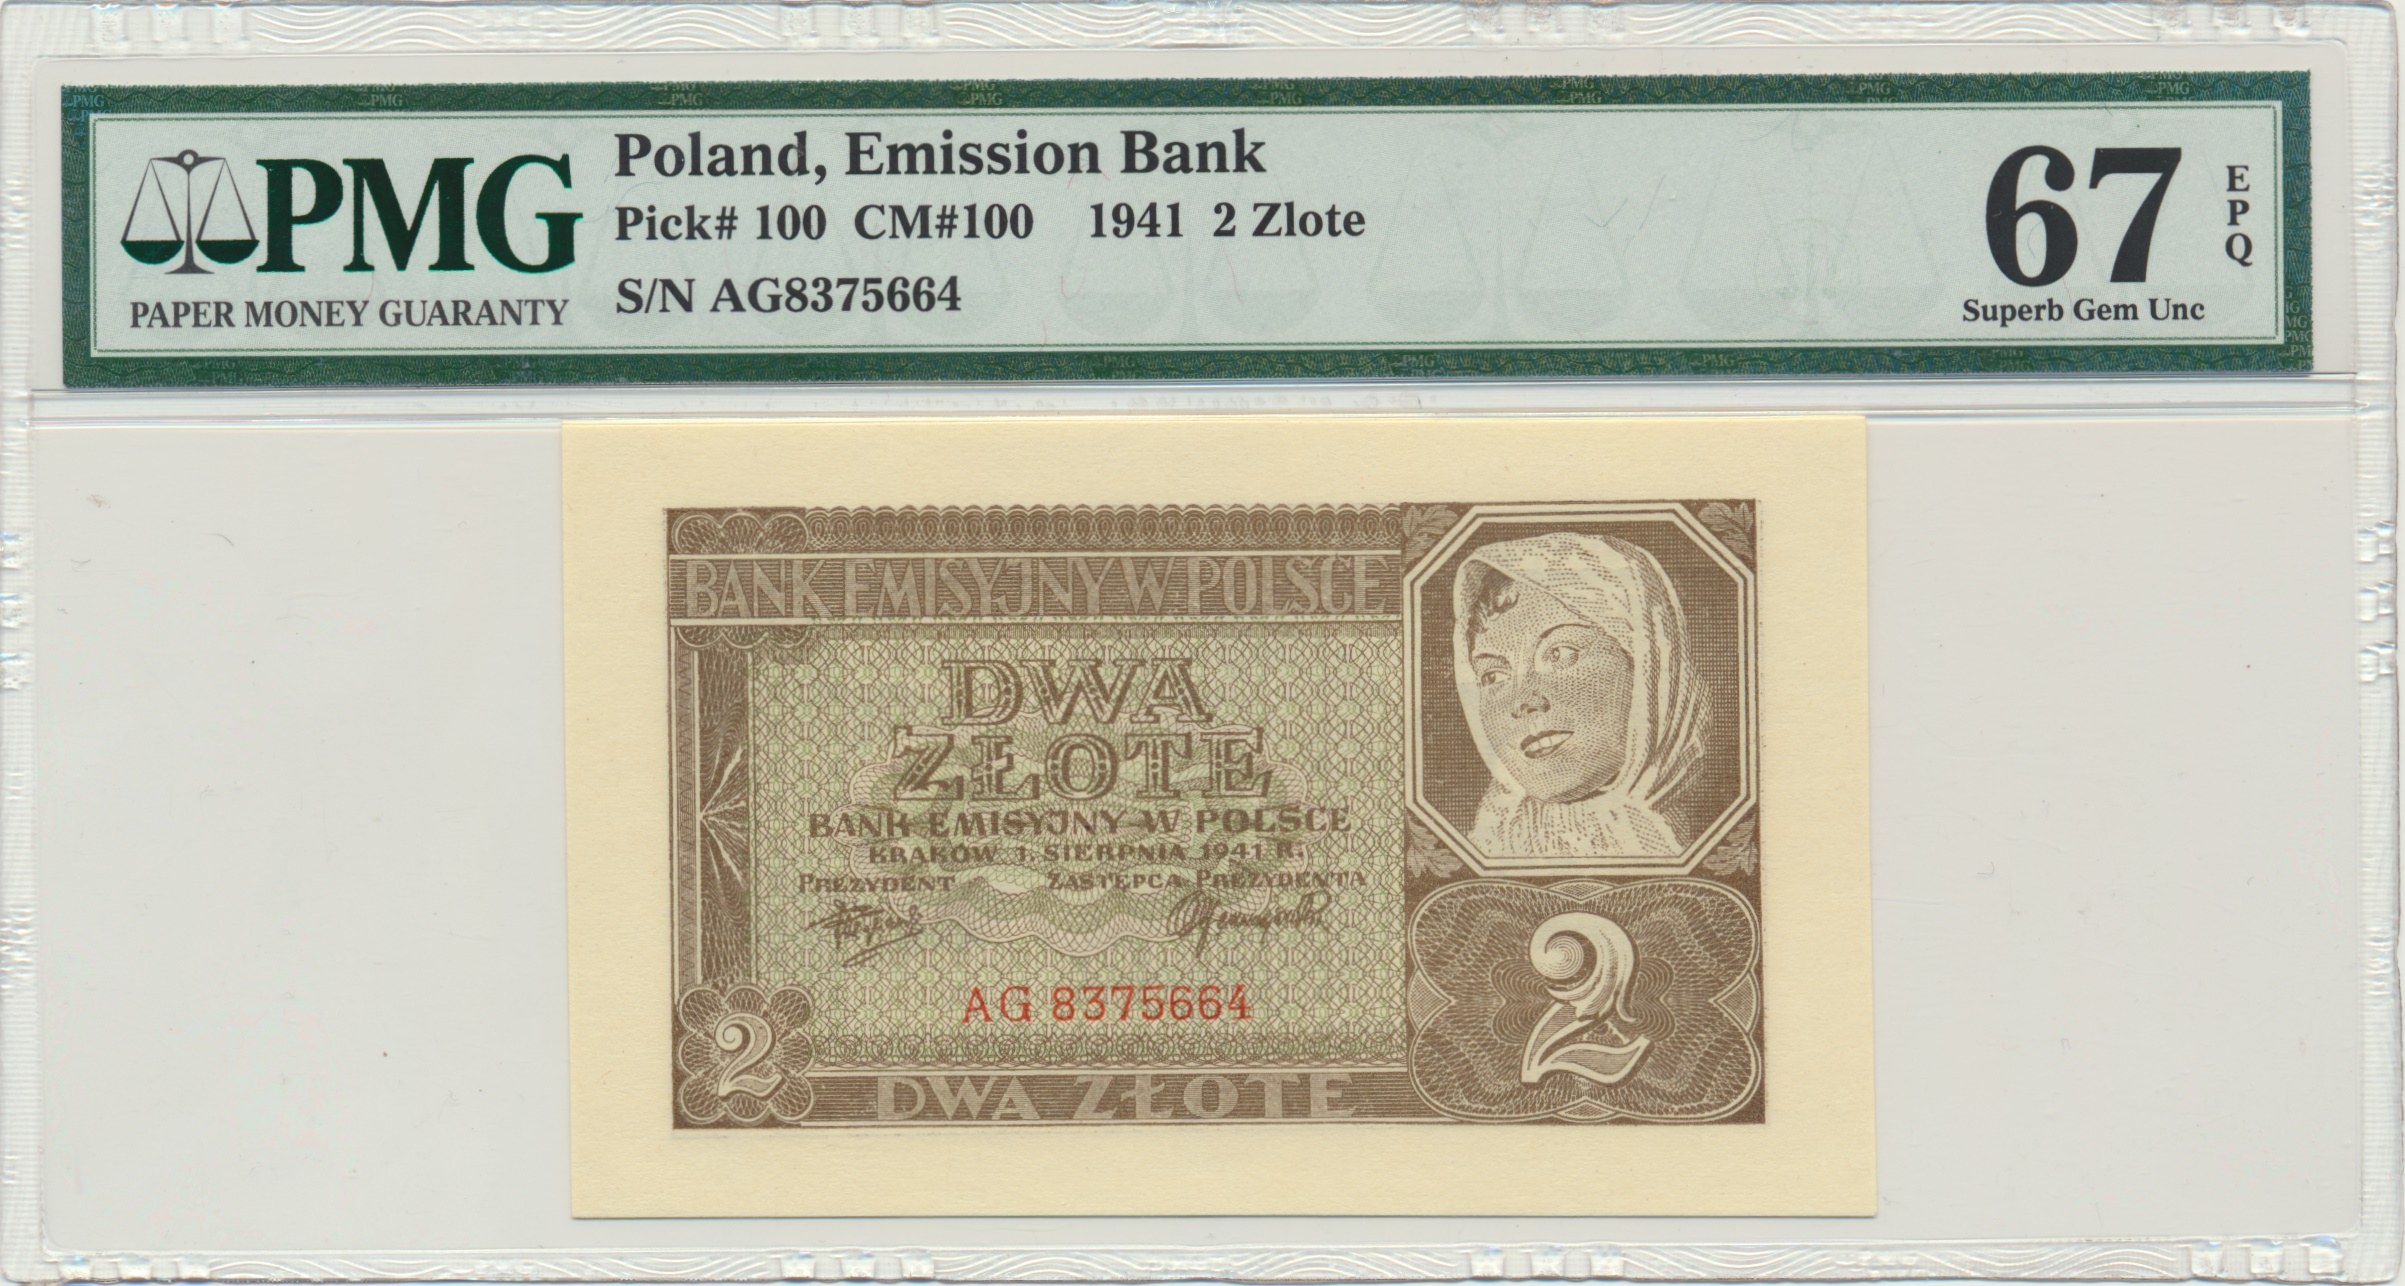 PMG
PAPER MONEY GUARANTY
Poland, Emission Bank
Pick# 100 CM#100 1941 2 Zlote
S/N AG8375664
67
EPQ
Superb Gem Unc
BANK EMISYJNY W POLSCE
DWA
ZŁOTE
BANK EMISYJNY W POLSCE
KRAKÓW 1. SIERPNIA 1941 R.
PREZYDENT ZASTĘPCA PREZYDENTA
AG 8375664
2
2
DWA ZŁOTE